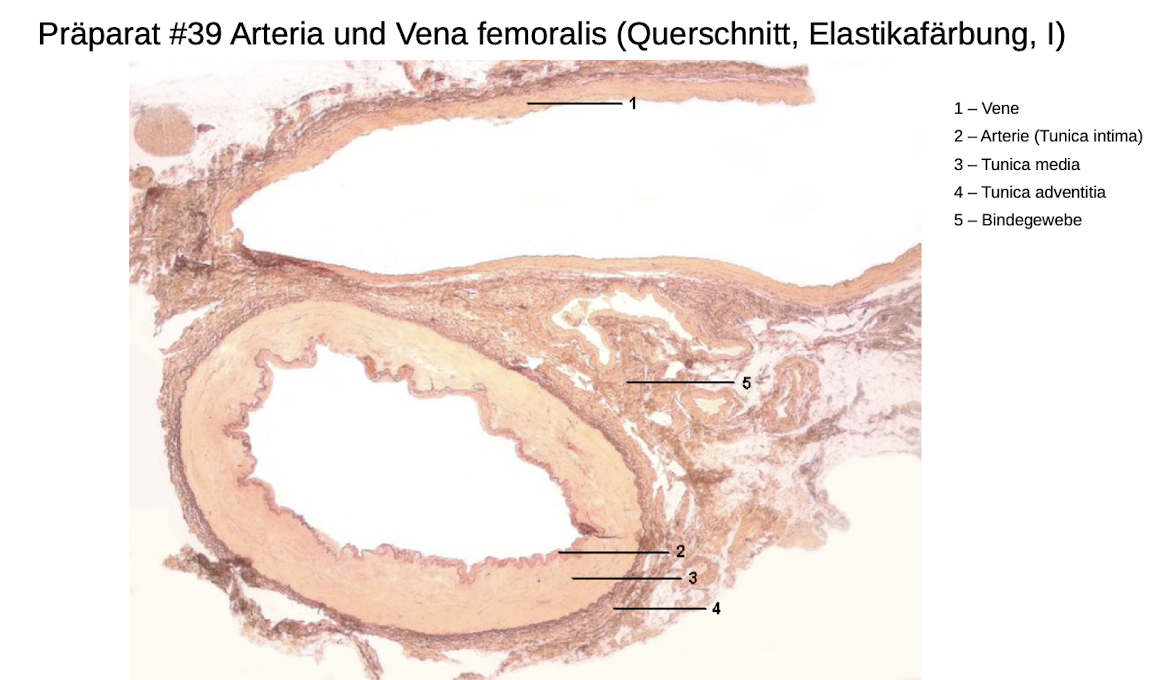 Präparat #39 Arteria und Vena femoralis (Querschnitt, Elastikafärbung, I)
1
1 – Vene
2 – Arterie (Tunica intima)
3 – Tunica media
4 – Tunica adventitia
5 – Bindegewebe
5
2
3
4